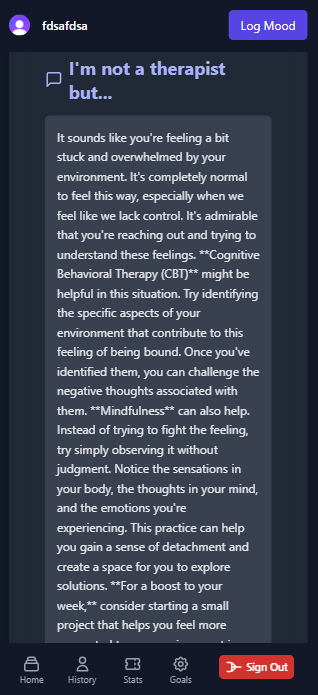 fdsafdsa
Log Mood
I'm not a therapist
but...
It sounds like you're feeling a bit
stuck and overwhelmed by your
environment. It's completely normal
to feel this way, especially when we
feel like we lack control. It's admirable
that you're reaching out and trying to
understand these feelings. **Cognitive
Behavioral Therapy (CBT)** might be
helpful in this situation. Try identifying
the specific aspects of your
environment that contribute to this
feeling of being bound. Once you've
identified them, you can challenge the
negative thoughts associated with
them. **Mindfulness** can also help.
Instead of trying to fight the feeling,
try simply observing it without
judgment. Notice the sensations in
your body, the thoughts in your mind,
and the emotions you're
experiencing. This practice can help
you gain a sense of detachment and
create a space for you to explore
solutions. **For a boost to your
week,** consider starting a small
project that helps you feel more
Home
History
Stats
Goals
Sign Out